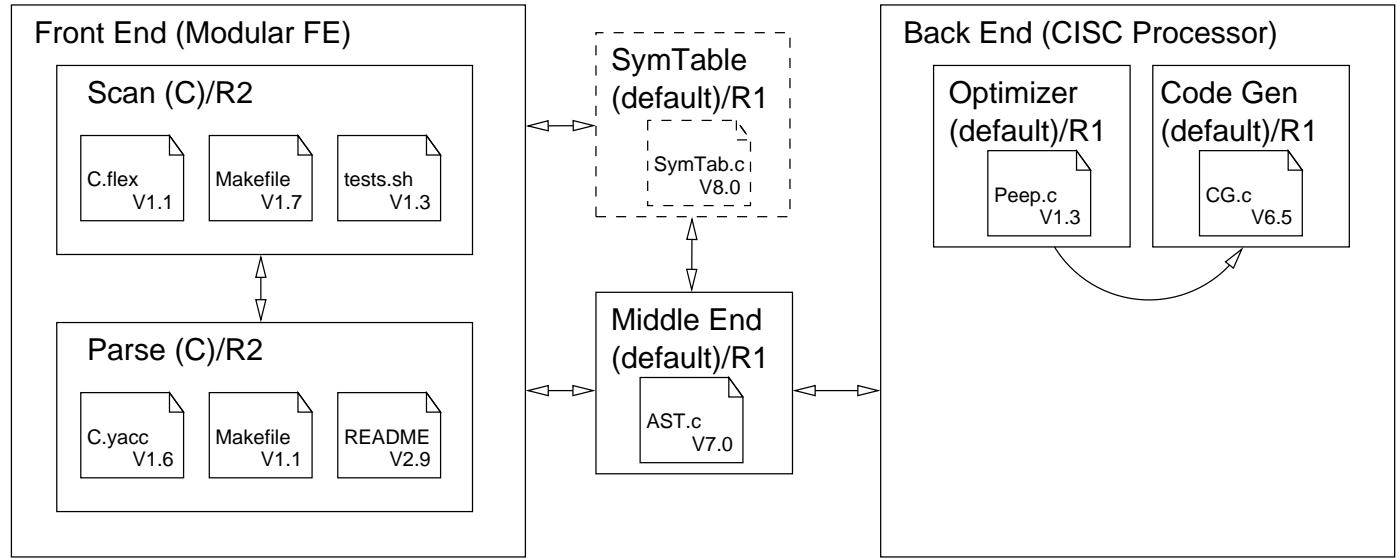 Front End (Modular FE)
Scan (C)/R2
C.flex
V1.1
Makefile
V1.7
tests.sh
V1.3
Parse (C)/R2
C.yacc
V1.6
Makefile
V1.1
README
V2.9
SymTable
(default)/R1
SymTab.c
V8.0
Middle End
(default)/R1
AST.c
V7.0
Back End (CISC Processor)
Optimizer
(default)/R1
Peep.c
V1.3
Code Gen
(default)/R1
CG.c
V6.5